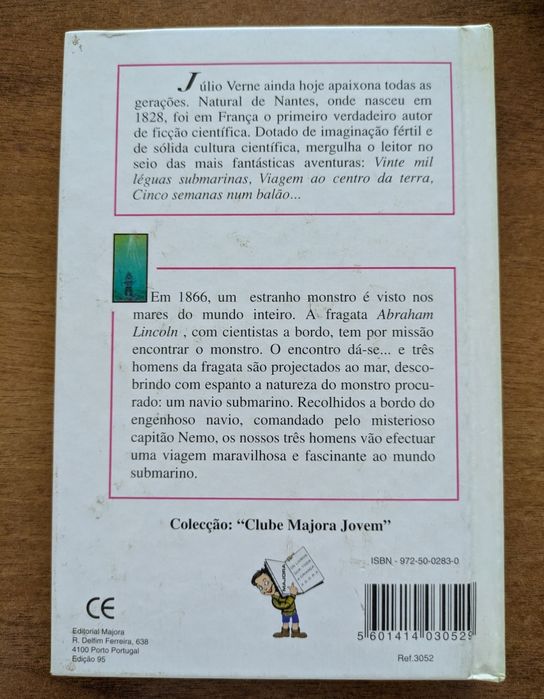 Júlio Verne ainda hoje apaixona todas as
gerações. Natural de Nantes, onde nasceu em
1828, foi em França o primeiro verdadeiro autor
de ficção científica. Dotado de imaginação fértil e
de sólida cultura científica, mergulha o leitor no
seio das mais fantásticas aventuras: Vinte mil
léguas submarinas, Viagem ao centro da terra,
Cinco semanas num balão...
Em 1866, um estranho monstro é visto nos
mares do mundo inteiro. A fragata Abraham
Lincoln , com cientistas a bordo, tem por missão
encontrar o monstro. O encontro dá-se... e três
homens da fragata são projectados ao mar, desco-
brindo com espanto a natureza do monstro procu-
rado: um navio submarino. Recolhidos a bordo do
engenhoso navio, comandado pelo misterioso
capitão Nemo, os nossos três homens vão efectuar
uma viagem maravilhosa e fascinante ao mundo
submarino.
Colecção: “Clube Majora Jovem”
MAJORA
ISBN - 972-50-0283-0
5 601414 030529
Ref.3052
CE
Editorial Majora
R. Delfim Ferreira, 638
4100 Porto Portugal
Edição 95